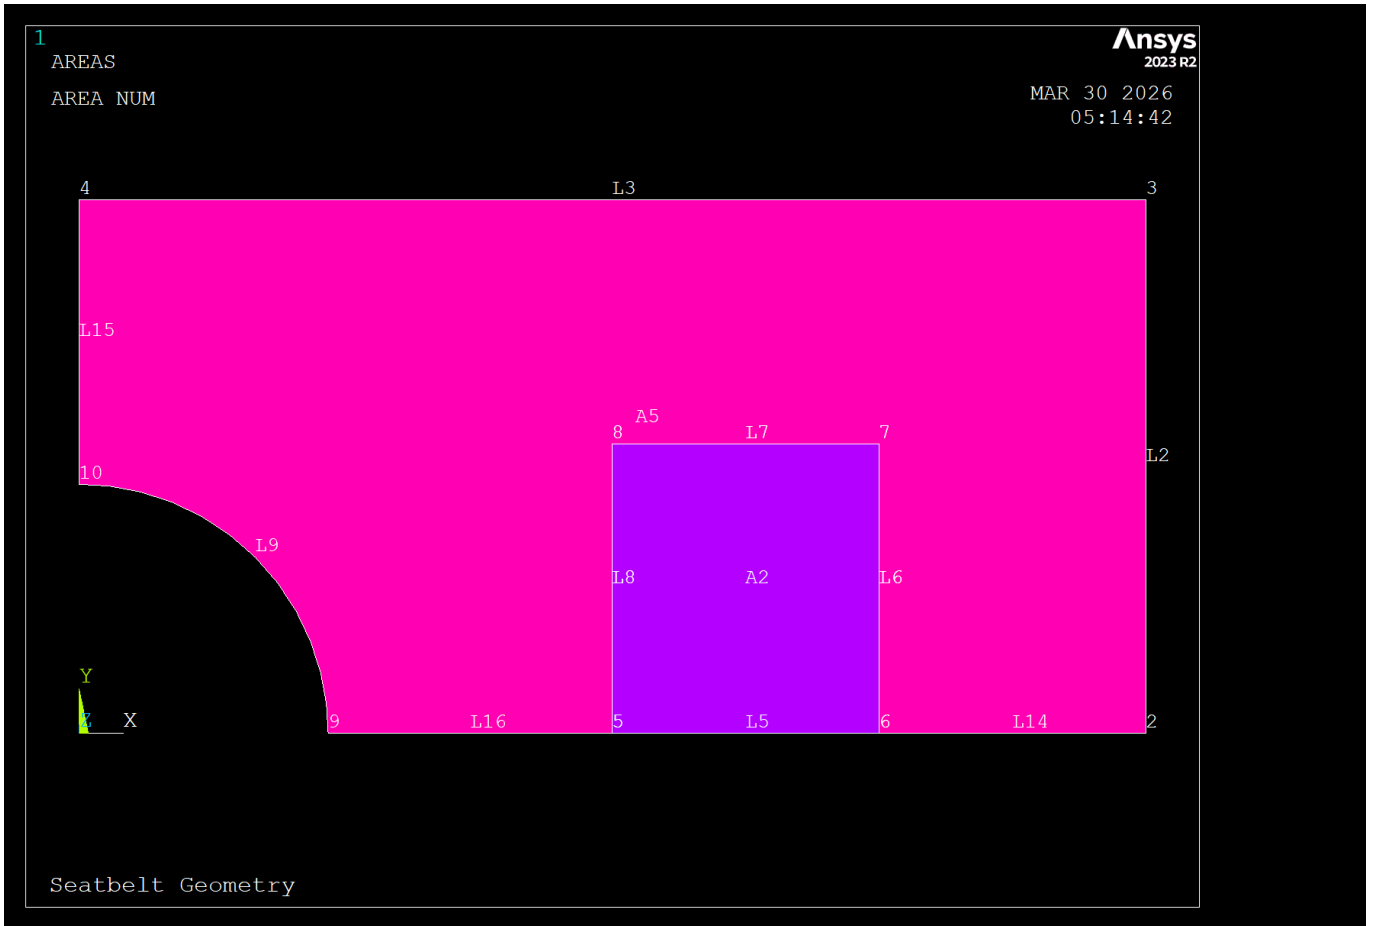 1
AREAS
AREA NUM
Ansys
2023 R2
MAR 30 2026
05:14:42
4 L3 3
L15
A5
8 L7 7
L2
10
L9
L8 A2 L6
Y
Z X
9 L16 5 L5 6 L14 2
Seatbelt Geometry